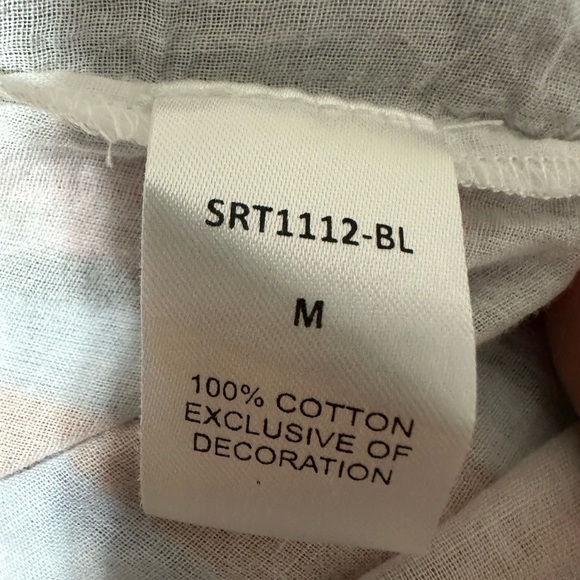 SRT1112-BL
M
100% COTTON
EXCLUSIVE OF
DECORATION